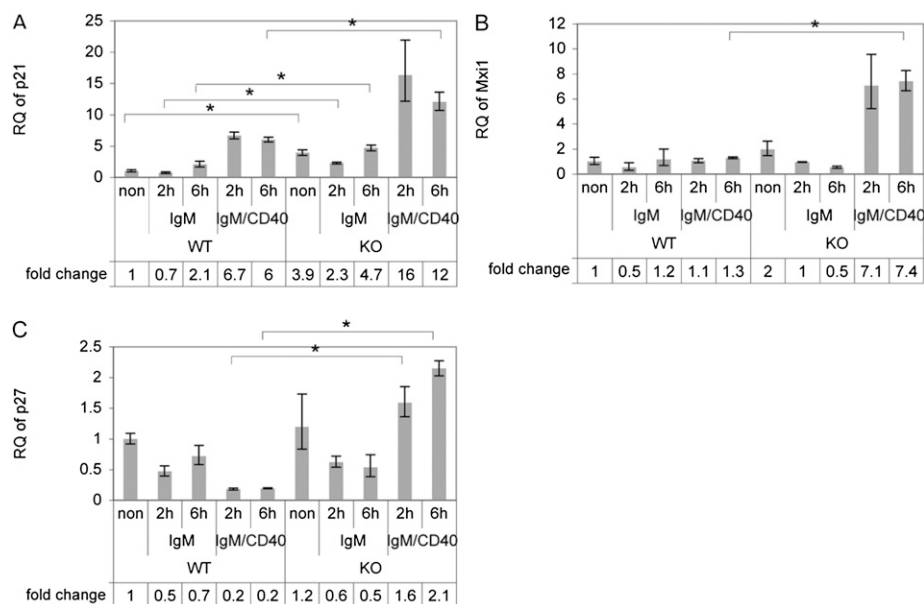 A
RQ of p21
25
20
15
10
5
0
* * * *
non 2h 6h 2h 6h non 2h 6h 2h 6h
IgM IgM/CD40 IgM IgM/CD40
WT KO
fold change 1 0.7 2.1 6.7 6 3.9 2.3 4.7 16 12
B
RQ of Mxi1
12
10
8
6
4
2
0
*
non 2h 6h 2h 6h non 2h 6h 2h 6h
IgM IgM/CD40 IgM IgM/CD40
WT KO
fold change 1 0.5 1.2 1.1 1.3 2 1 0.5 7.1 7.4
C
RQ of p27
2.5
2
1.5
1
0.5
0
* *
non 2h 6h 2h 6h non 2h 6h 2h 6h
IgM IgM/CD40 IgM IgM/CD40
WT KO
fold change 1 0.5 0.7 0.2 0.2 1.2 0.6 0.5 1.6 2.1